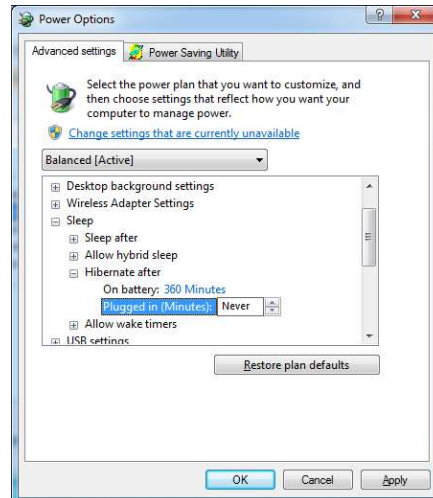 Power Options
Advanced settings Power Saving Utility
Select the power plan that you want to customize, and
then choose settings that reflect how you want your
computer to manage power.
Change settings that are currently unavailable
Balanced [Active]
Desktop background settings
Wireless Adapter Settings
Sleep
Sleep after
Allow hybrid sleep
Hibernate after
On battery: 360 Minutes
Plugged in (Minutes): Never
Allow wake timers
USB settings
Restore plan defaults
OK Cancel Apply